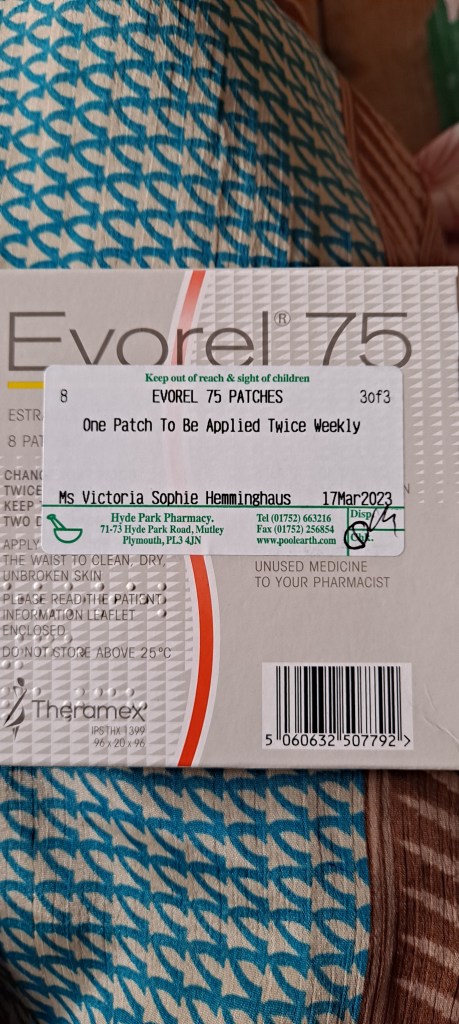 Evorel® 75
Keep out of reach & sight of children
8 EVOREL 75 PATCHES 3of3
One Patch To Be Applied Twice Weekly
Ms Victoria Sophie Hemminghaus 17Mar2023
Hyde Park Pharmacy.
71-73 Hyde Park Road, Mutley
Plymouth, PL3 4JN
Tel (01752) 663216
Fax (01752) 256854
www.poolearth.com
Disp
Chk.
ESTR
8 PAT
CHANG
TWICE
KEEP
TWO D
APPLY
THE WAIST TO CLEAN, DRY,
UNBROKEN SKIN
PLEASE READ THE PATIENT
INFORMATION LEAFLET
ENCLOSED
DO NOT STORE ABOVE 25°C
UNUSED MEDICINE
TO YOUR PHARMACIST
Theramex
IPSTHX 1399
96 x 20 x 96
5 060632 507792 >